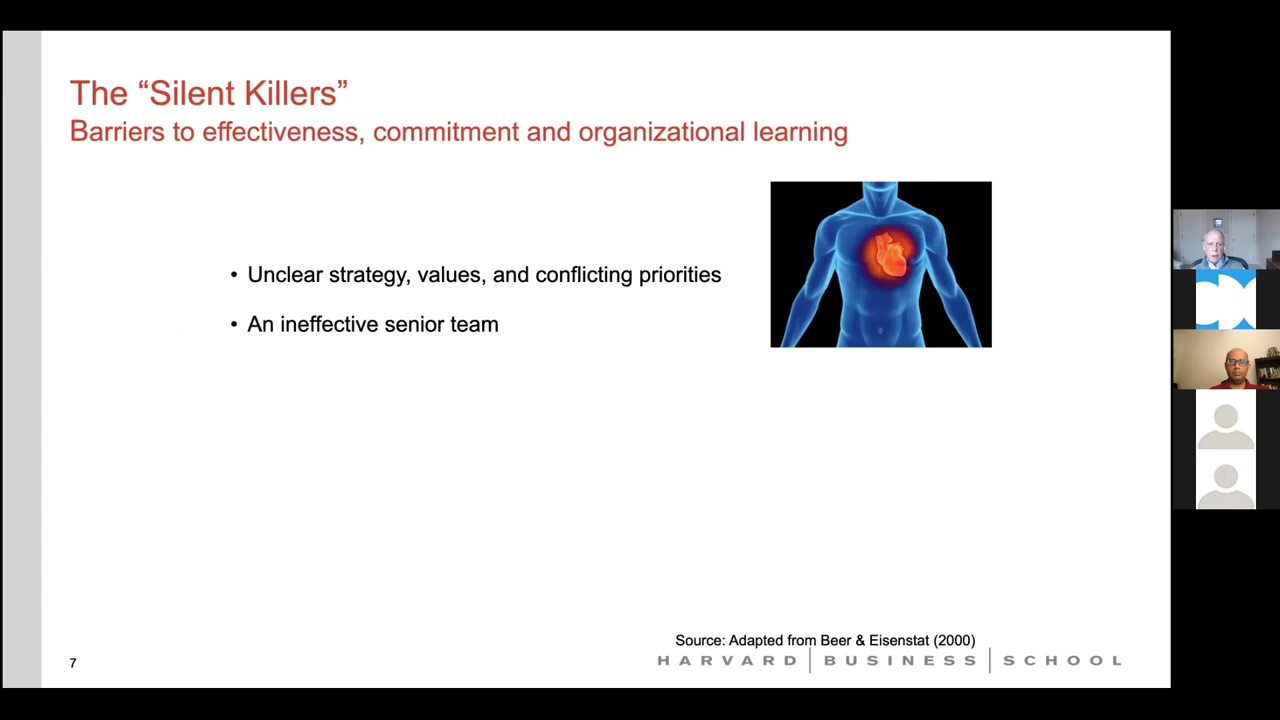 The “Silent Killers”
Barriers to effectiveness, commitment and organizational learning
• Unclear strategy, values, and conflicting priorities
• An ineffective senior team
Source: Adapted from Beer & Eisenstat (2000)
7
HARVARD | BUSINESS | SCHOOL